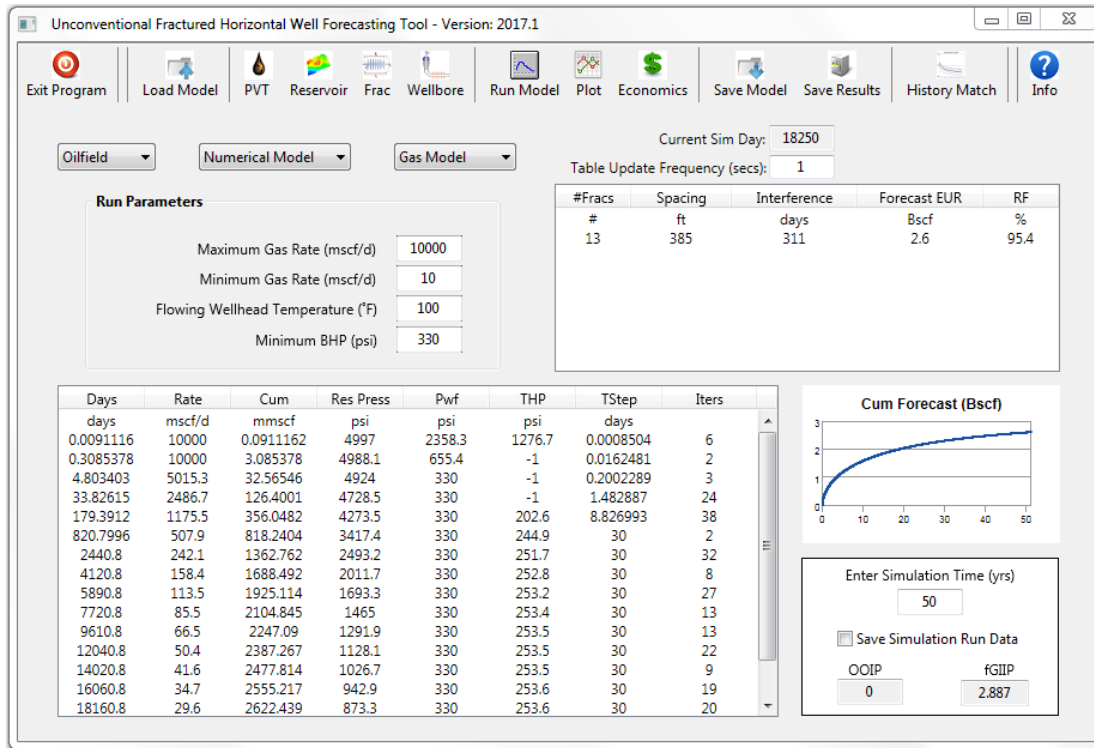 Unconventional Fractured Horizontal Well Forecasting Tool - Version: 2017.1
Exit Program Load Model PVT Reservoir Frac Wellbore Run Model Plot Economics Save Model Save Results History Match Info
Oilfield Numerical Model Gas Model
Current Sim Day: 18250
Table Update Frequency (secs): 1
Run Parameters
Maximum Gas Rate (mscf/d) 10000
Minimum Gas Rate (mscf/d) 10
Flowing Wellhead Temperature (°F) 100
Minimum BHP (psi) 330
#Fracs Spacing Interference Forecast EUR RF
# ft days Bscf %
13 385 311 2.6 95.4
Days Rate Cum Res Press Pwf THP TStep Iters
days mscf/d mmscf psi psi psi days
0.0091116 10000 0.0911162 4997 2358.3 1276.7 0.0008504 6
0.3085378 10000 3.085378 4988.1 655.4 -1 0.0162481 2
4.803403 5015.3 32.56546 4924 330 -1 0.2002289 3
33.82615 2486.7 126.4001 4728.5 330 -1 1.482887 24
179.3912 1175.5 356.0482 4273.5 330 202.6 8.826993 38
820.7996 507.9 818.2404 3417.4 330 244.9 30 2
2440.8 242.1 1362.762 2493.2 330 251.7 30 32
4120.8 158.4 1688.492 2011.7 330 252.8 30 8
5890.8 113.5 1925.114 1693.3 330 253.2 30 27
7720.8 85.5 2104.845 1465 330 253.4 30 13
9610.8 66.5 2247.09 1291.9 330 253.5 30 13
12040.8 50.4 2387.267 1128.1 330 253.5 30 22
14020.8 41.6 2477.814 1026.7 330 253.5 30 9
16060.8 34.7 2555.217 942.9 330 253.6 30 19
18160.8 29.6 2622.439 873.3 330 253.6 30 20
Cum Forecast (Bscf)
3
2
1
0
0 10 20 30 40 50
Enter Simulation Time (yrs)
50
Save Simulation Run Data
OOIP fGIIP
0 2.887